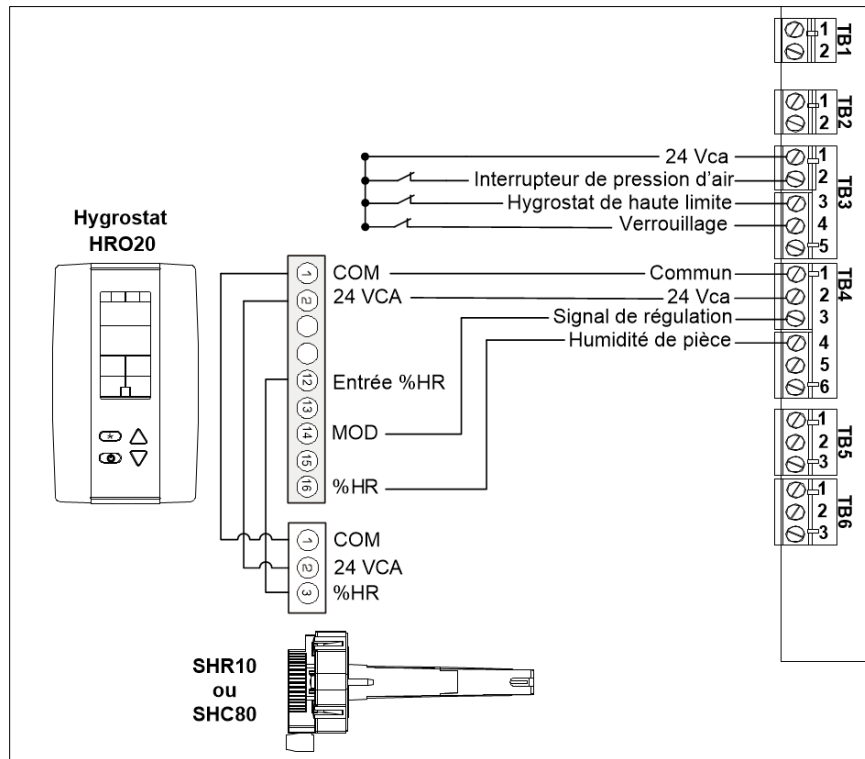 1
2
TB1
1
2
TB2
24 Vca
1
Interrupteur de pression d'air
2
Hygrostat de haute limite
3
Verrouillage
4
5
TB3
Hygrostat
HRO20
1
COM
Commun
1
2
24 VCA
24 Vca
2
Signal de régulation
3
Humidité de pièce
4
5
6
TB4
12
Entrée %HR
13
14
MOD
15
16
%HR
1
2
3
TB5
1
2
3
TB6
1
COM
2
24 VCA
3
%HR
SHR10
ou
SHC80